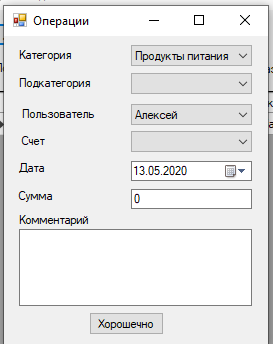 Операции
Категория
Продукты питания
Подкатегория
Пользователь
Алексей
Счет
Дата
13.05.2020
Сумма
0
Комментарий
Хорошечно